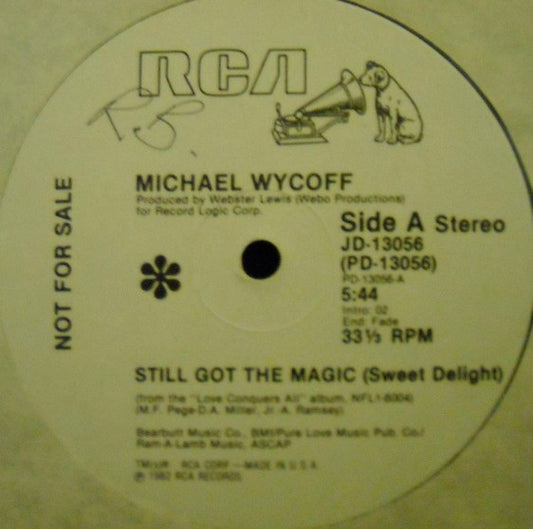 RCA
P.S.
MICHAEL WYCOFF
Produced by Webster Lewis (Webo Productions)
for Record Logic Corp.
NOT FOR SALE
Side A Stereo
JD-13056
(PD-13056)
PD-13056-A
5:44
Intro: 02
End: Fade
33⅓ RPM
STILL GOT THE MAGIC (Sweet Delight)
(from the "Love Conquers All" album, NFL1-8004)
(M.F. Pege-D.A. Miller, Jr.-A. Ramsey)
Bearbutt Music Co., BMI/Pure Love Music Pub. Co./
Ram-A-Lamb Music, ASCAP
RCA CORP.—MADE IN U.S.A.
℗ 1982 RCA RECORDS